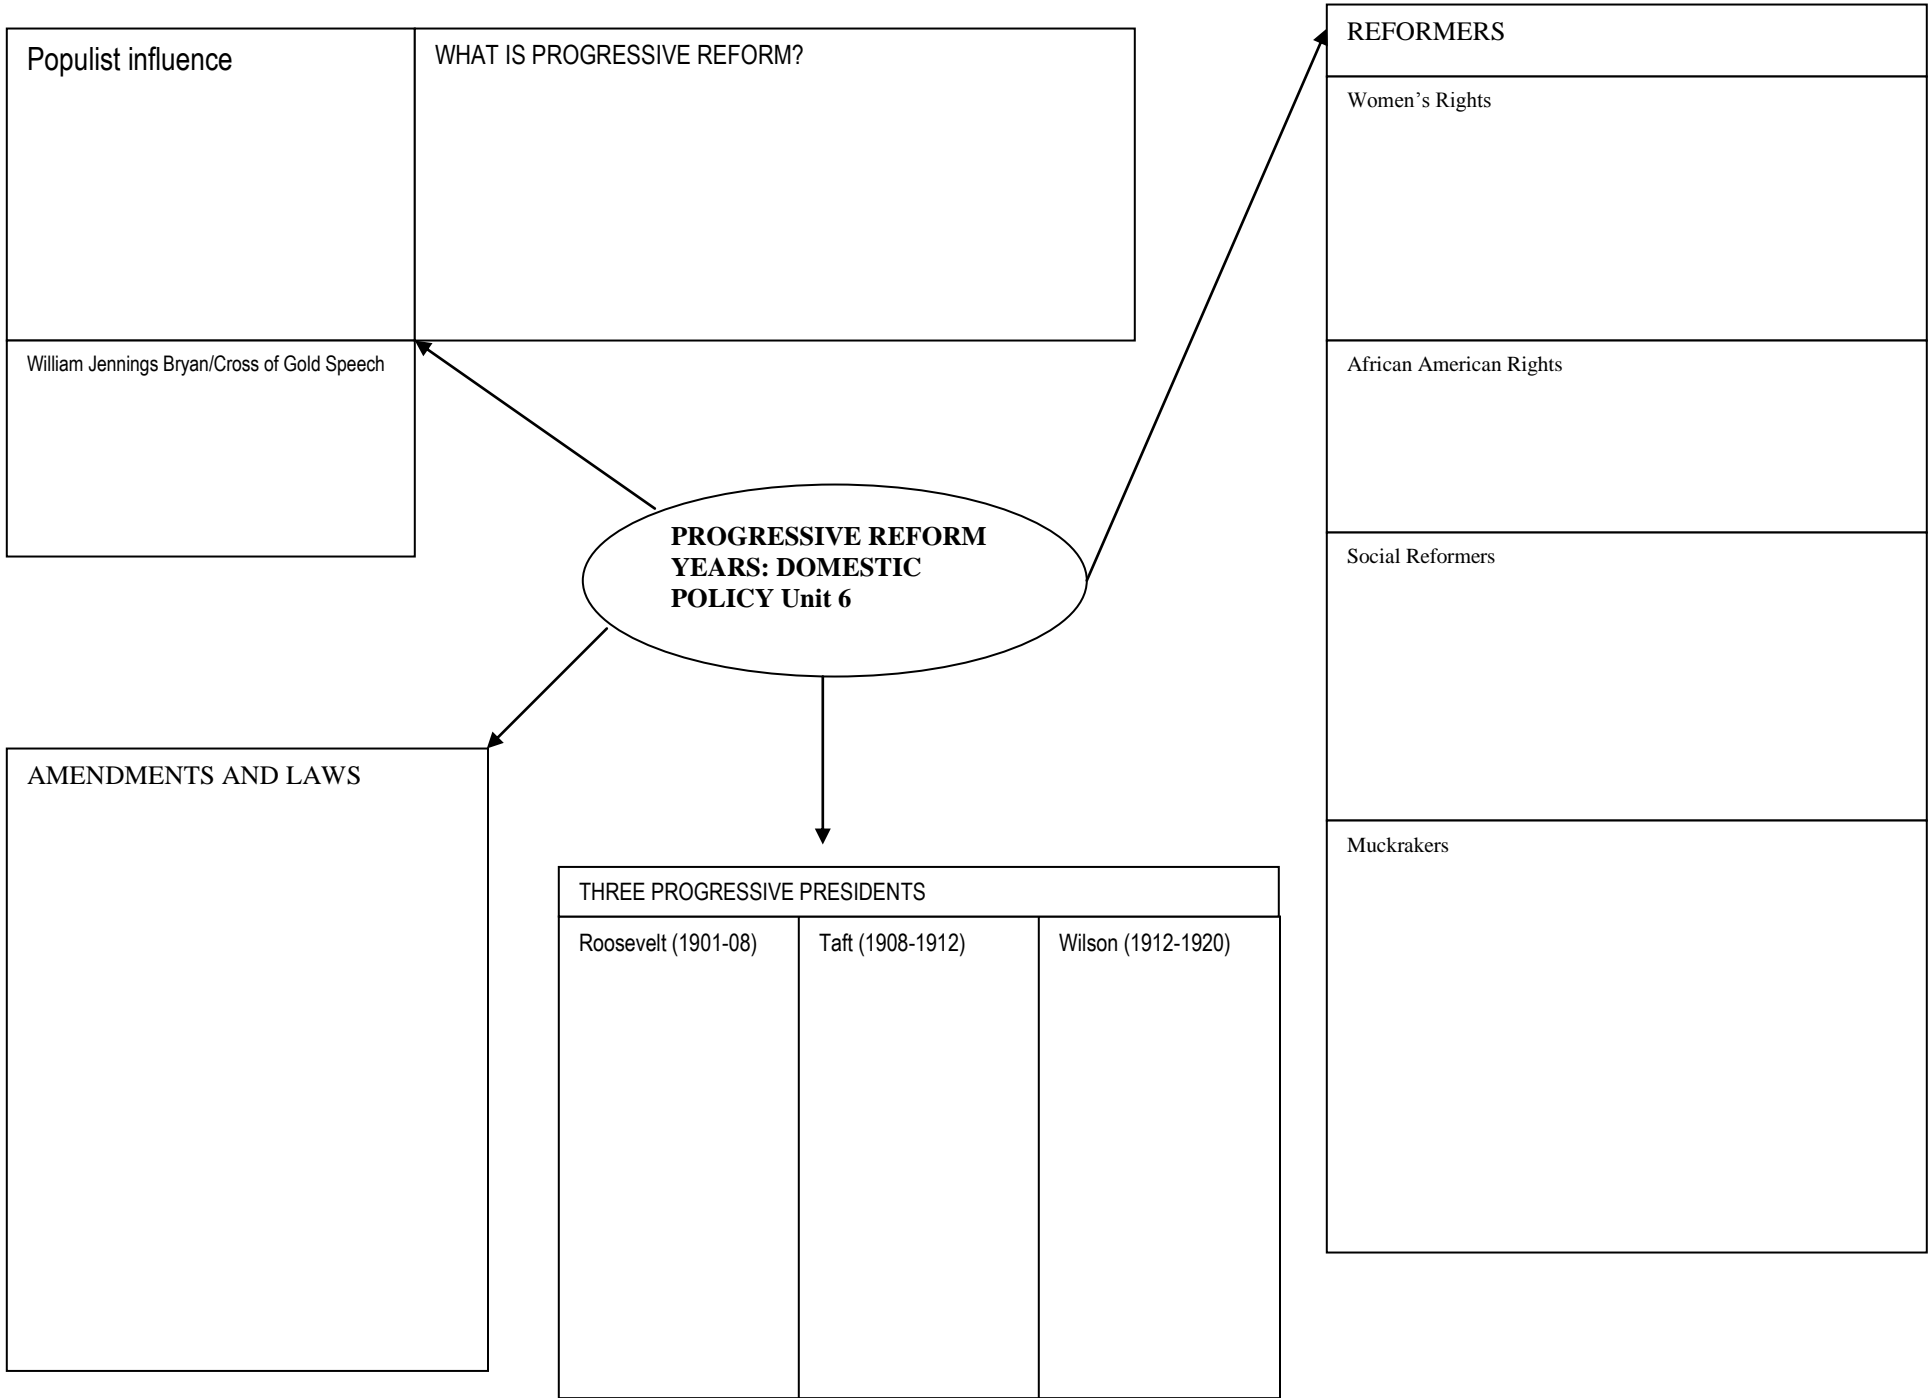 Populist influence
WHAT IS PROGRESSIVE REFORM?
William Jennings Bryan/Cross of Gold Speech
PROGRESSIVE REFORM
YEARS: DOMESTIC
POLICY Unit 6
REFORMERS
Women’s Rights
African American Rights
Social Reformers
Muckrakers
AMENDMENTS AND LAWS
THREE PROGRESSIVE PRESIDENTS
Roosevelt (1901-08)
Taft (1908-1912)
Wilson (1912-1920)